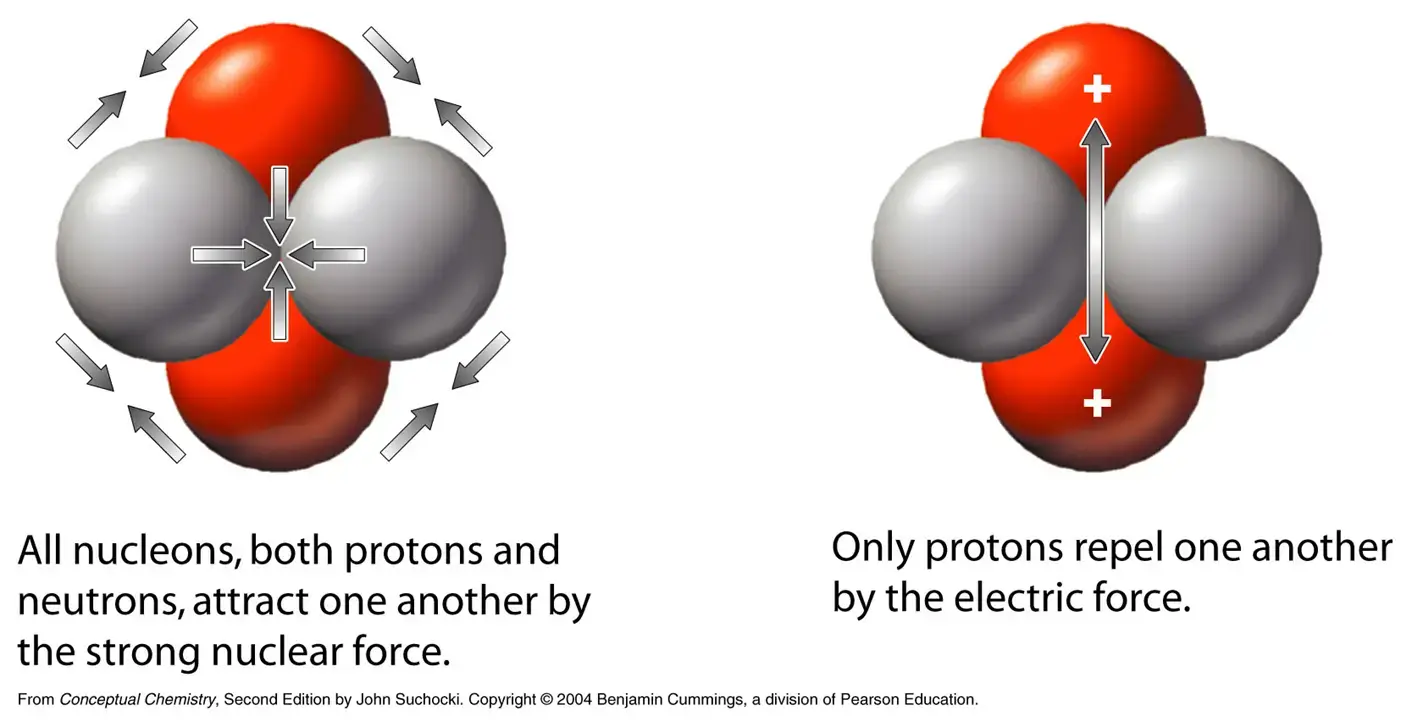 +
+
All nucleons, both protons and
neutrons, attract one another by
the strong nuclear force.
Only protons repel one another
by the electric force.
From Conceptual Chemistry, Second Edition by John Suchocki. Copyright © 2004 Benjamin Cummings, a division of Pearson Education.